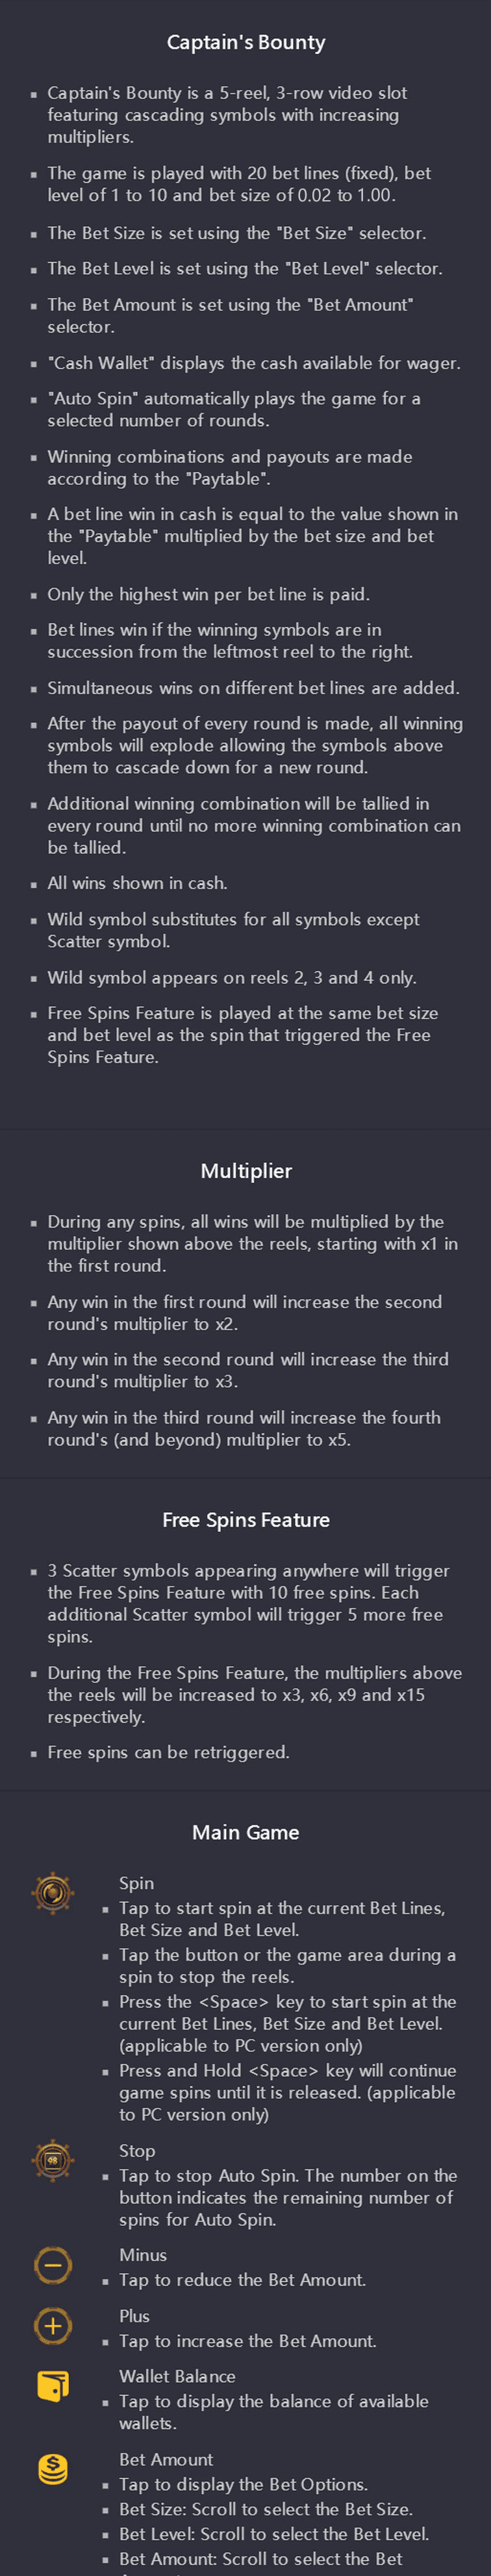 Captain's Bounty
▪ Captain's Bounty is a 5-reel, 3-row video slot
featuring cascading symbols with increasing
multipliers.
▪ The game is played with 20 bet lines (fixed), bet
level of 1 to 10 and bet size of 0.02 to 1.00.
▪ The Bet Size is set using the "Bet Size" selector.
▪ The Bet Level is set using the "Bet Level" selector.
▪ The Bet Amount is set using the "Bet Amount"
selector.
▪ "Cash Wallet" displays the cash available for wager.
▪ "Auto Spin" automatically plays the game for a
selected number of rounds.
▪ Winning combinations and payouts are made
according to the "Paytable".
▪ A bet line win in cash is equal to the value shown in
the "Paytable" multiplied by the bet size and bet
level.
▪ Only the highest win per bet line is paid.
▪ Bet lines win if the winning symbols are in
succession from the leftmost reel to the right.
▪ Simultaneous wins on different bet lines are added.
▪ After the payout of every round is made, all winning
symbols will explode allowing the symbols above
them to cascade down for a new round.
▪ Additional winning combination will be tallied in
every round until no more winning combination can
be tallied.
▪ All wins shown in cash.
▪ Wild symbol substitutes for all symbols except
Scatter symbol.
▪ Wild symbol appears on reels 2, 3 and 4 only.
▪ Free Spins Feature is played at the same bet size
and bet level as the spin that triggered the Free
Spins Feature.
Multiplier
▪ During any spins, all wins will be multiplied by the
multiplier shown above the reels, starting with x1 in
the first round.
▪ Any win in the first round will increase the second
round's multiplier to x2.
▪ Any win in the second round will increase the third
round's multiplier to x3.
▪ Any win in the third round will increase the fourth
round's (and beyond) multiplier to x5.
Free Spins Feature
▪ 3 Scatter symbols appearing anywhere will trigger
the Free Spins Feature with 10 free spins. Each
additional Scatter symbol will trigger 5 more free
spins.
▪ During the Free Spins Feature, the multipliers above
the reels will be increased to x3, x6, x9 and x15
respectively.
▪ Free spins can be retriggered.
Main Game
Spin
▪ Tap to start spin at the current Bet Lines,
Bet Size and Bet Level.
▪ Tap the button or the game area during a
spin to stop the reels.
▪ Press the <Space> key to start spin at the
current Bet Lines, Bet Size and Bet Level.
(applicable to PC version only)
▪ Press and Hold <Space> key will continue
game spins until it is released. (applicable
to PC version only)
Stop
▪ Tap to stop Auto Spin. The number on the
button indicates the remaining number of
spins for Auto Spin.
Minus
▪ Tap to reduce the Bet Amount.
Plus
▪ Tap to increase the Bet Amount.
Wallet Balance
▪ Tap to display the balance of available
wallets.
Bet Amount
▪ Tap to display the Bet Options.
▪ Bet Size: Scroll to select the Bet Size.
▪ Bet Level: Scroll to select the Bet Level.
▪ Bet Amount: Scroll to select the Bet